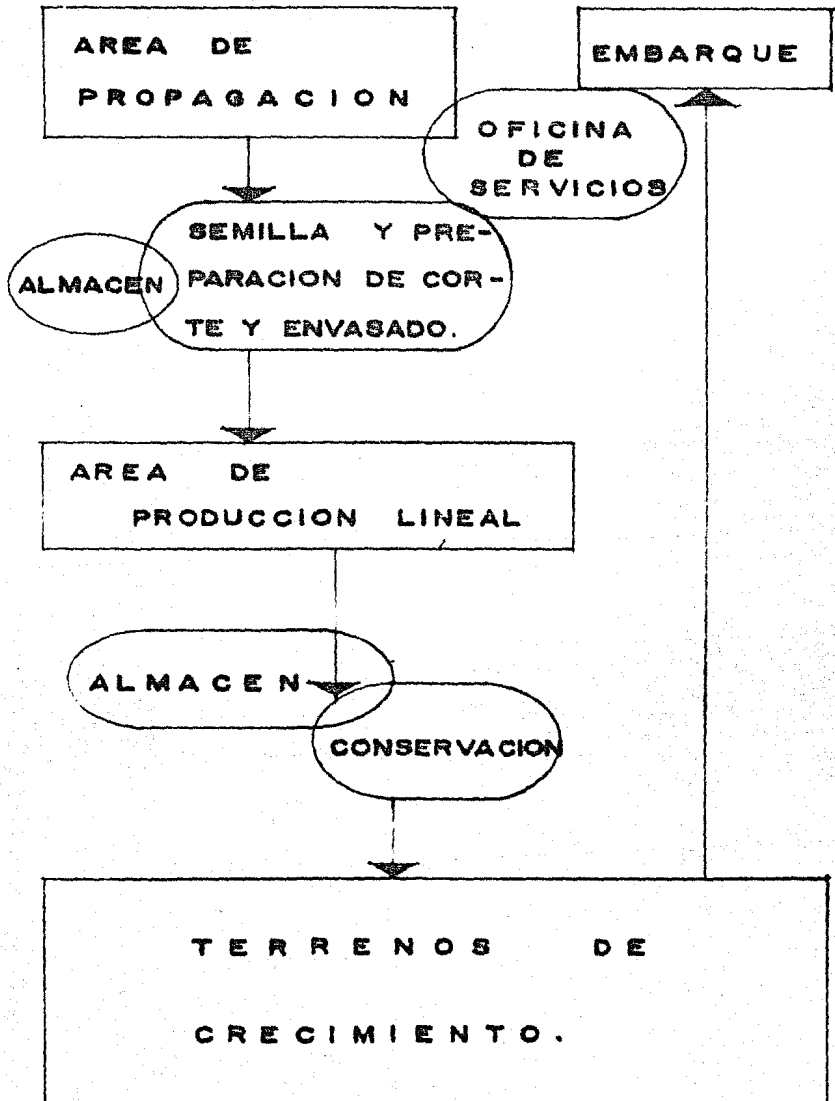 AREA DE
PROPAGACION
EMBARQUE
OFICINA
DE
SERVICIOS
SEMILLA Y PRE-
PARACION DE COR-
TE Y ENVASADO.
ALMACEN
AREA DE
PRODUCCION LINEAL
ALMACEN
CONSERVACION
TERRENOS DE
CRECIMIENTO.